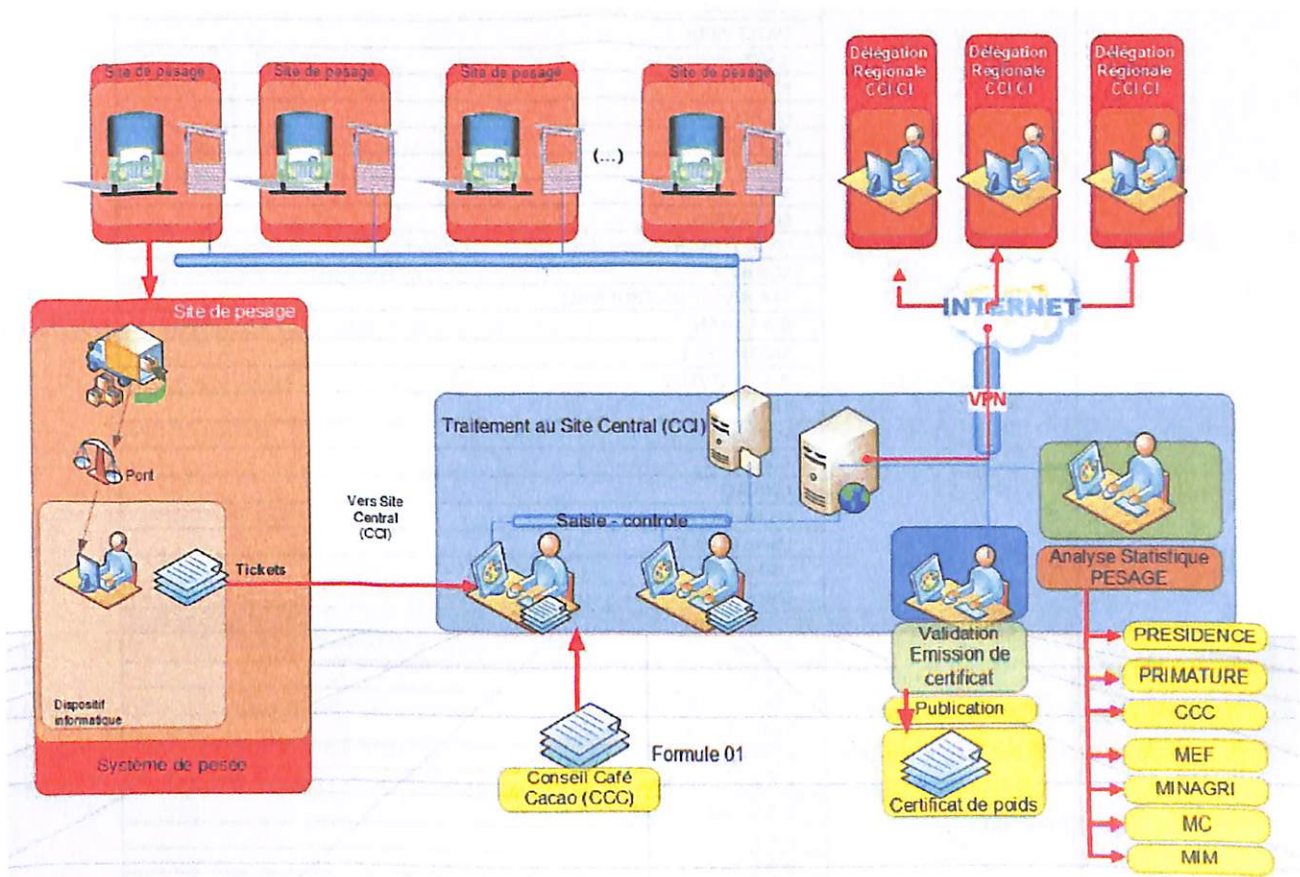 Site de pesage
Site de pesage
Site de pesage
Site de pesage
(...)
Délégation
Régionale
CCI CI
Délégation
Régionale
CCI CI
Délégation
Régionale
CCI CI
INTERNET
VPN
Site de pesage
Pont
Tickets
Dispositif
informatique
Système de pesée
Vers Site
Central
(CCI)
Traitement au Site Central (CCI)
Saisie - controle
Analyse Statistique
PESAGE
Validation
Emission de
certificat
Publication
Certificat de poids
Formule 01
Conseil Café
Cacao (CCC)
PRESIDENCE
PRIMATURE
CCC
MEF
MINAGRI
MC
MIM